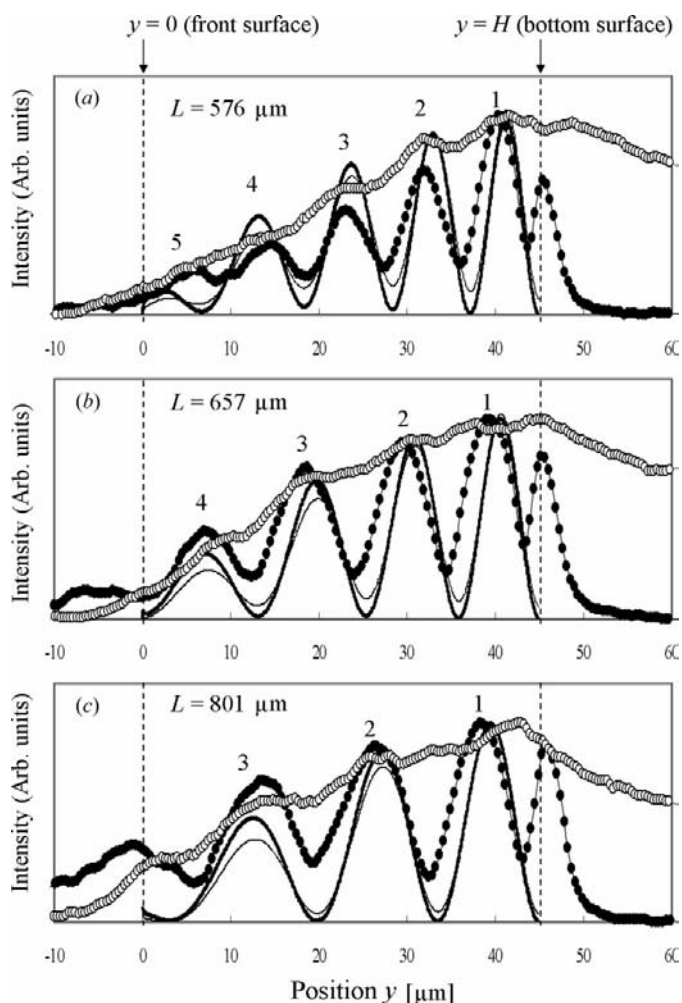 y = 0 (front surface)
y = H (bottom surface)
(a)
L = 576 µm
5
4
3
2
1
Intensity (Arb. units)
-10 0 10 20 30 40 50 60
(b)
L = 657 µm
4
3
2
1
Intensity (Arb. units)
-10 0 10 20 30 40 50 60
(c)
L = 801 µm
3
2
1
Intensity (Arb. units)
-10 0 10 20 30 40 50 60
Position y [µm]